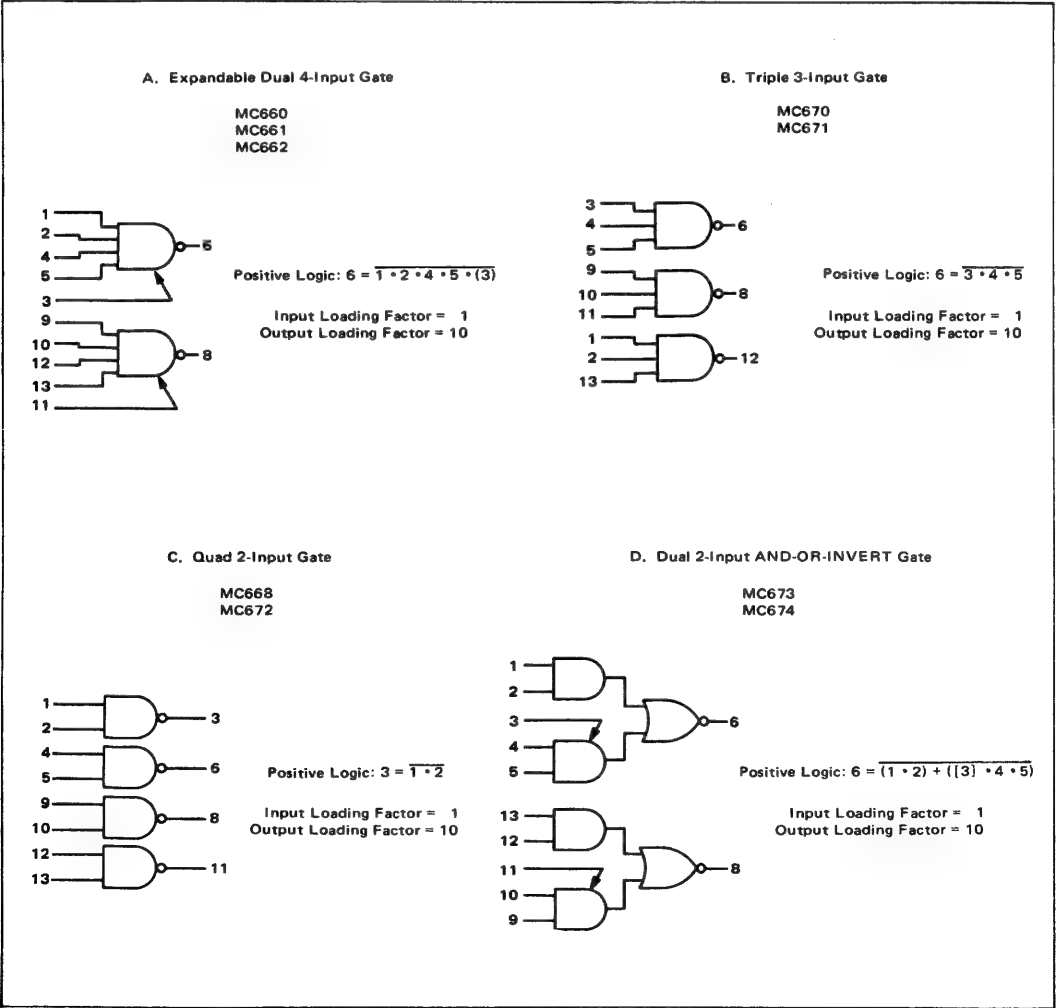 A. Expandable Dual 4-Input Gate
MC660
MC661
MC662
1
2
4
5
3
6
9
10
12
13
11
8
Positive Logic: 6 = 1 • 2 • 4 • 5 • (3)
Input Loading Factor = 1
Output Loading Factor = 10
B. Triple 3-Input Gate
MC670
MC671
3
4
5
6
9
10
11
8
1
2
13
12
Positive Logic: 6 = 3 • 4 • 5
Input Loading Factor = 1
Output Loading Factor = 10
C. Quad 2-Input Gate
MC668
MC672
1
2
3
4
5
6
9
10
8
12
13
11
Positive Logic: 3 = 1 • 2
Input Loading Factor = 1
Output Loading Factor = 10
D. Dual 2-Input AND-OR-INVERT Gate
MC673
MC674
1
2
3
4
5
6
13
12
11
10
9
8
Positive Logic: 6 = (1 • 2) + ([3] • 4 • 5)
Input Loading Factor = 1
Output Loading Factor = 10